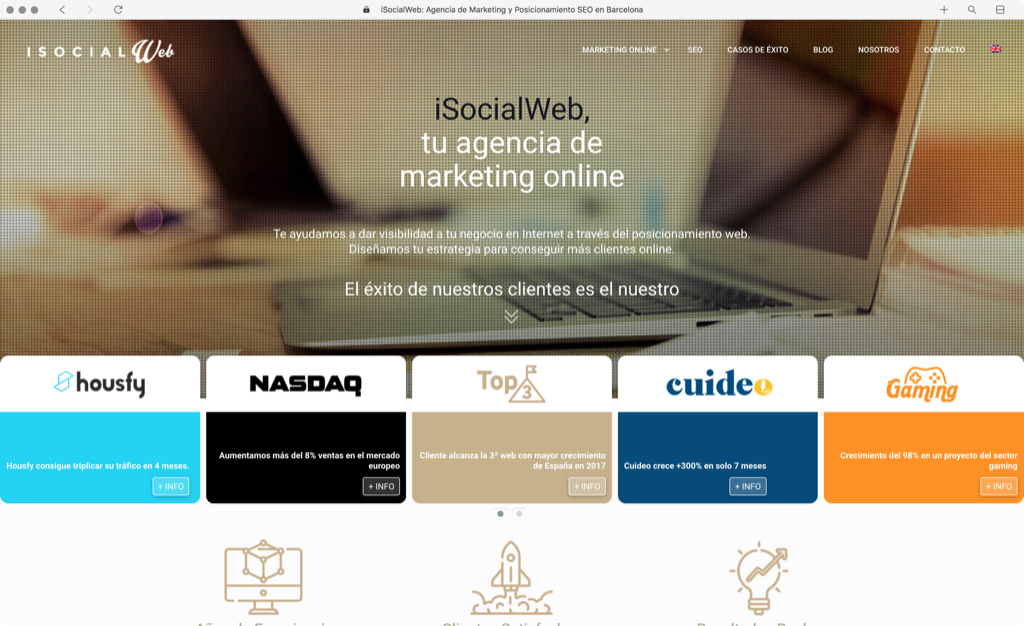 iSocialWeb: Agencia de Marketing y Posicionamiento SEO en Barcelona
ISOCIALWeb
MARKETING ONLINE SEO CASOS DE ÉXITO BLOG NOSOTROS CONTACTO
iSocialWeb,
tu agencia de
marketing online
Te ayudamos a dar visibilidad a tu negocio en Internet a través del posicionamiento web.
Diseñamos tu estrategia para conseguir más clientes online.
El éxito de nuestros clientes es el nuestro
housfy
Housfy consigue triplicar su tráfico en 4 meses.
+ INFO
NASDAQ
Aumentamos más del 8% ventas en el mercado
europeo
+ INFO
Top 3
Cliente alcanza la 3ª web con mayor crecimiento
de España en 2017
+ INFO
cuideo
Cuideo crece +300% en solo 7 meses
+ INFO
Gaming
Crecimiento del 98% en un proyecto del sector
gaming
+ INFO